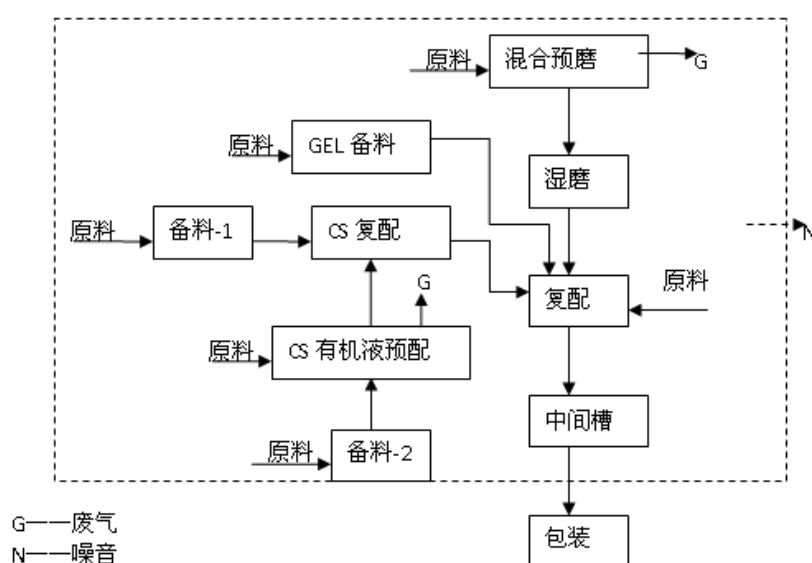 原料
混合预磨
G
原料
GEL 备料
湿磨
原料
备料-1
CS 复配
N
G
复配
原料
原料
CS 有机液预配
中间槽
原料
备料-2
G——废气
包装
N——噪音